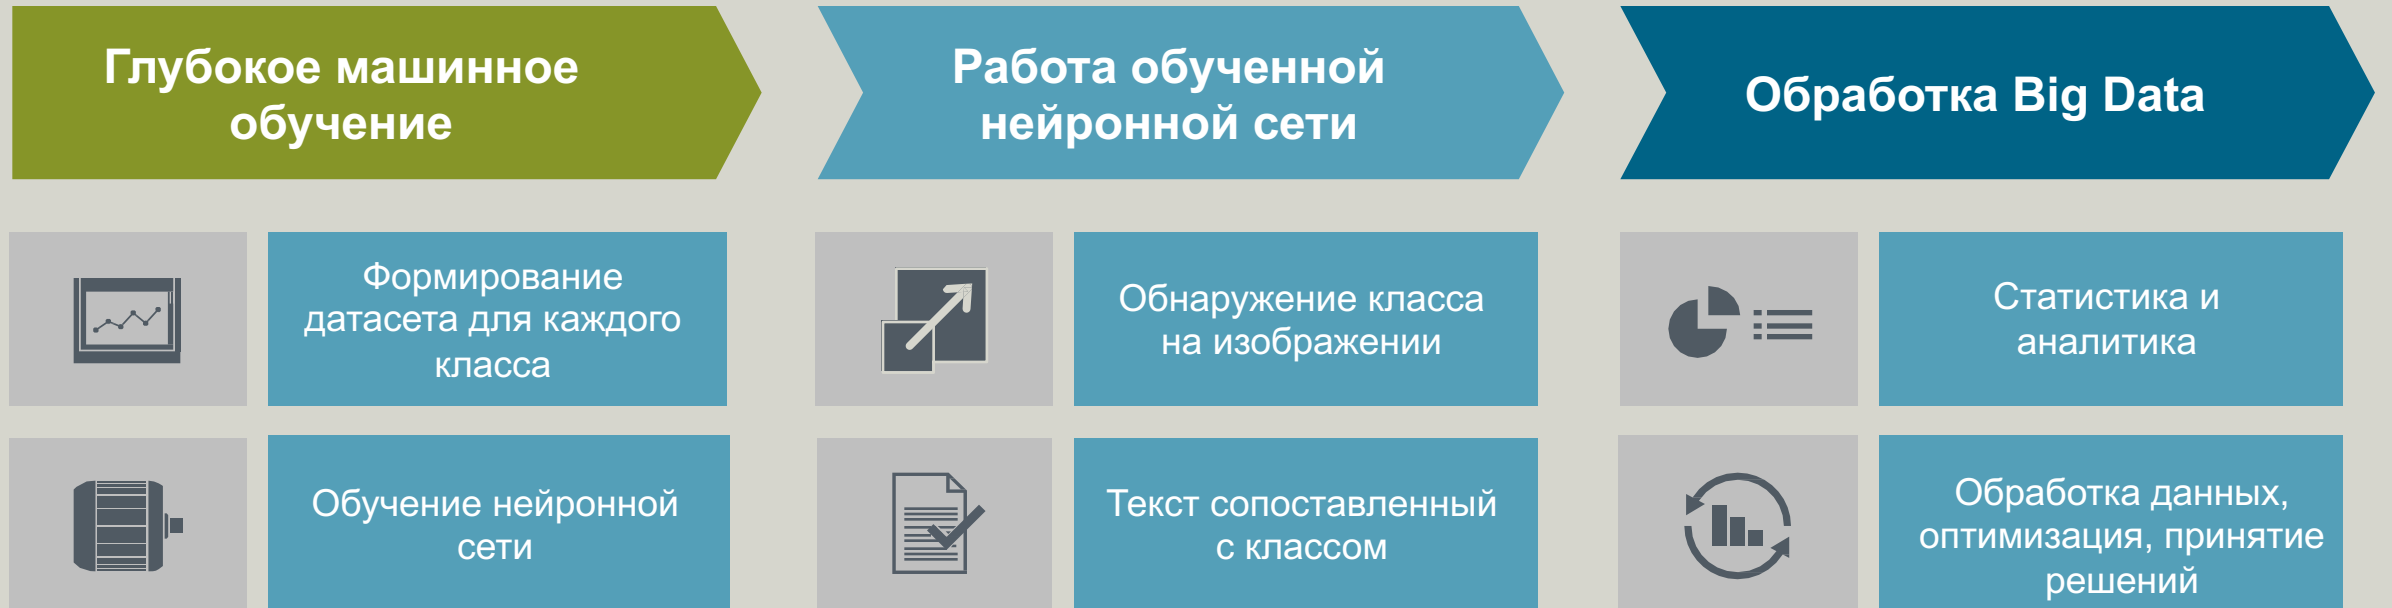 Глубокое машинное
обучение
Работа обученной
нейронной сети
Обработка Big Data
Формирование
датасета для каждого
класса
Обнаружение класса
на изображении
Статистика и
аналитика
Обучение нейронной
сети
Текст сопоставленный
с классом
Обработка данных,
оптимизация, принятие
решений